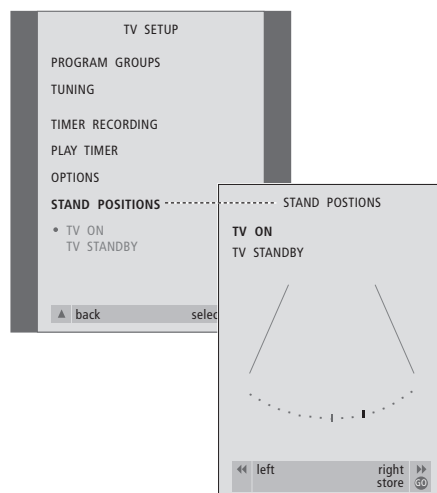 TV SETUP
PROGRAM GROUPS
TUNING
TIMER RECORDING
PLAY TIMER
OPTIONS
STAND POSITIONS
• TV ON
TV STANDBY
▲ back selec
STAND POSTIONS
TV ON
TV STANDBY
◀◀ left right ▶▶
store GO